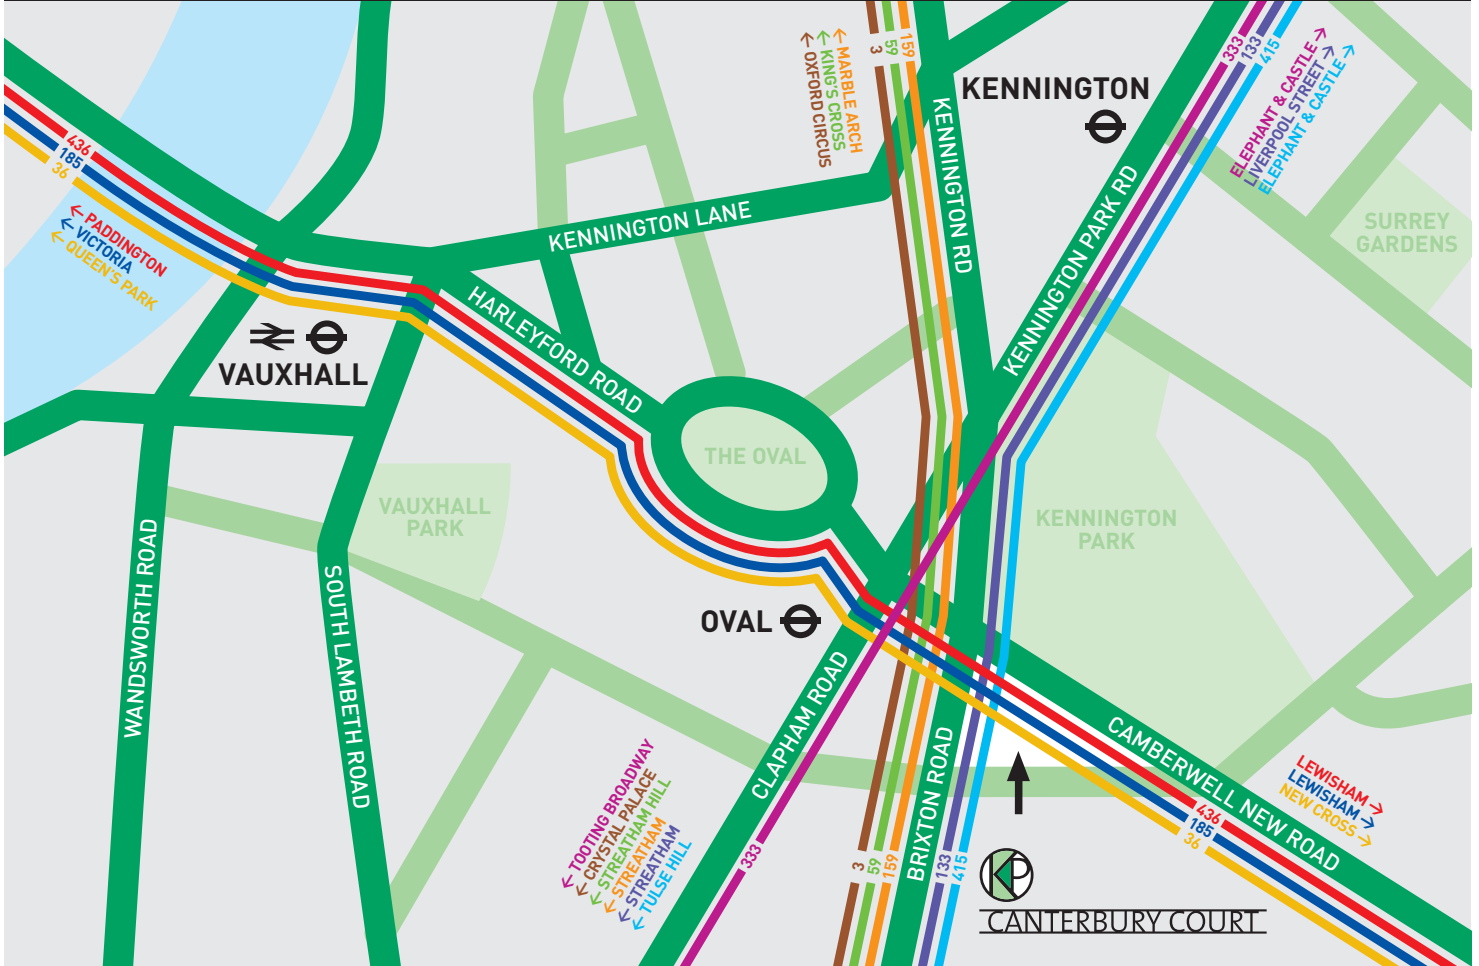 3
59
159
← MARBLE ARCH
← KING'S CROSS
← OXFORD CIRCUS
KENNINGTON RD
KENNINGTON
333
133
415
ELEPHANT & CASTLE →
LIVERPOOL STREET →
ELEPHANT & CASTLE →
436
185
36
← PADDINGTON
← VICTORIA
← QUEEN'S PARK
KENNINGTON LANE
KENNINGTON PARK RD
SURREY
GARDENS
VAUXHALL
HARLEYFORD ROAD
THE OVAL
VAUXHALL
PARK
KENNINGTON
PARK
WANDSWORTH ROAD
SOUTH LAMBETH ROAD
OVAL
CLAPHAM ROAD
BRIXTON ROAD
CAMBERWELL NEW ROAD
← TOOTING BROADWAY
← CRYSTAL PALACE
← STREATHAM HILL
← STREATHAM
← STREATHAM
← TULSE HILL
333
3
59
159
133
415
436
185
36
LEWISHAM →
LEWISHAM →
NEW CROSS →
KP
CANTERBURY COURT